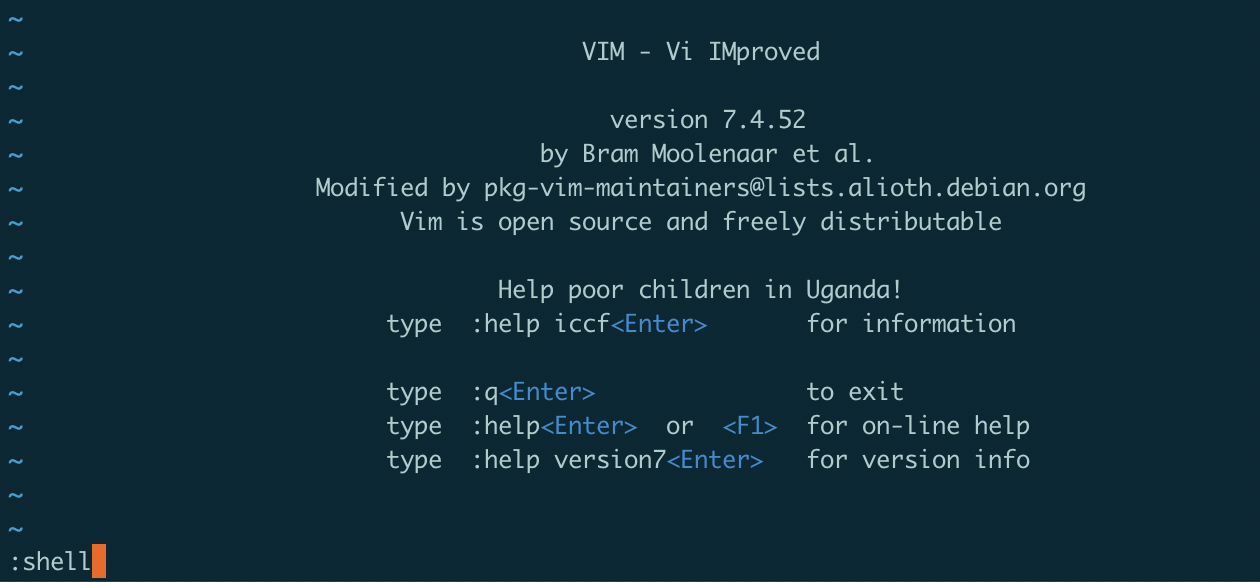 ~
~ VIM - Vi IMproved
~
~ version 7.4.52
~ by Bram Moolenaar et al.
~ Modified by pkg-vim-maintainers@lists.alioth.debian.org
~ Vim is open source and freely distributable
~
~ Help poor children in Uganda!
~ type :help iccf<Enter> for information
~
~ type :q<Enter> to exit
~ type :help<Enter> or <F1> for on-line help
~ type :help version7<Enter> for version info
~
~
:shell